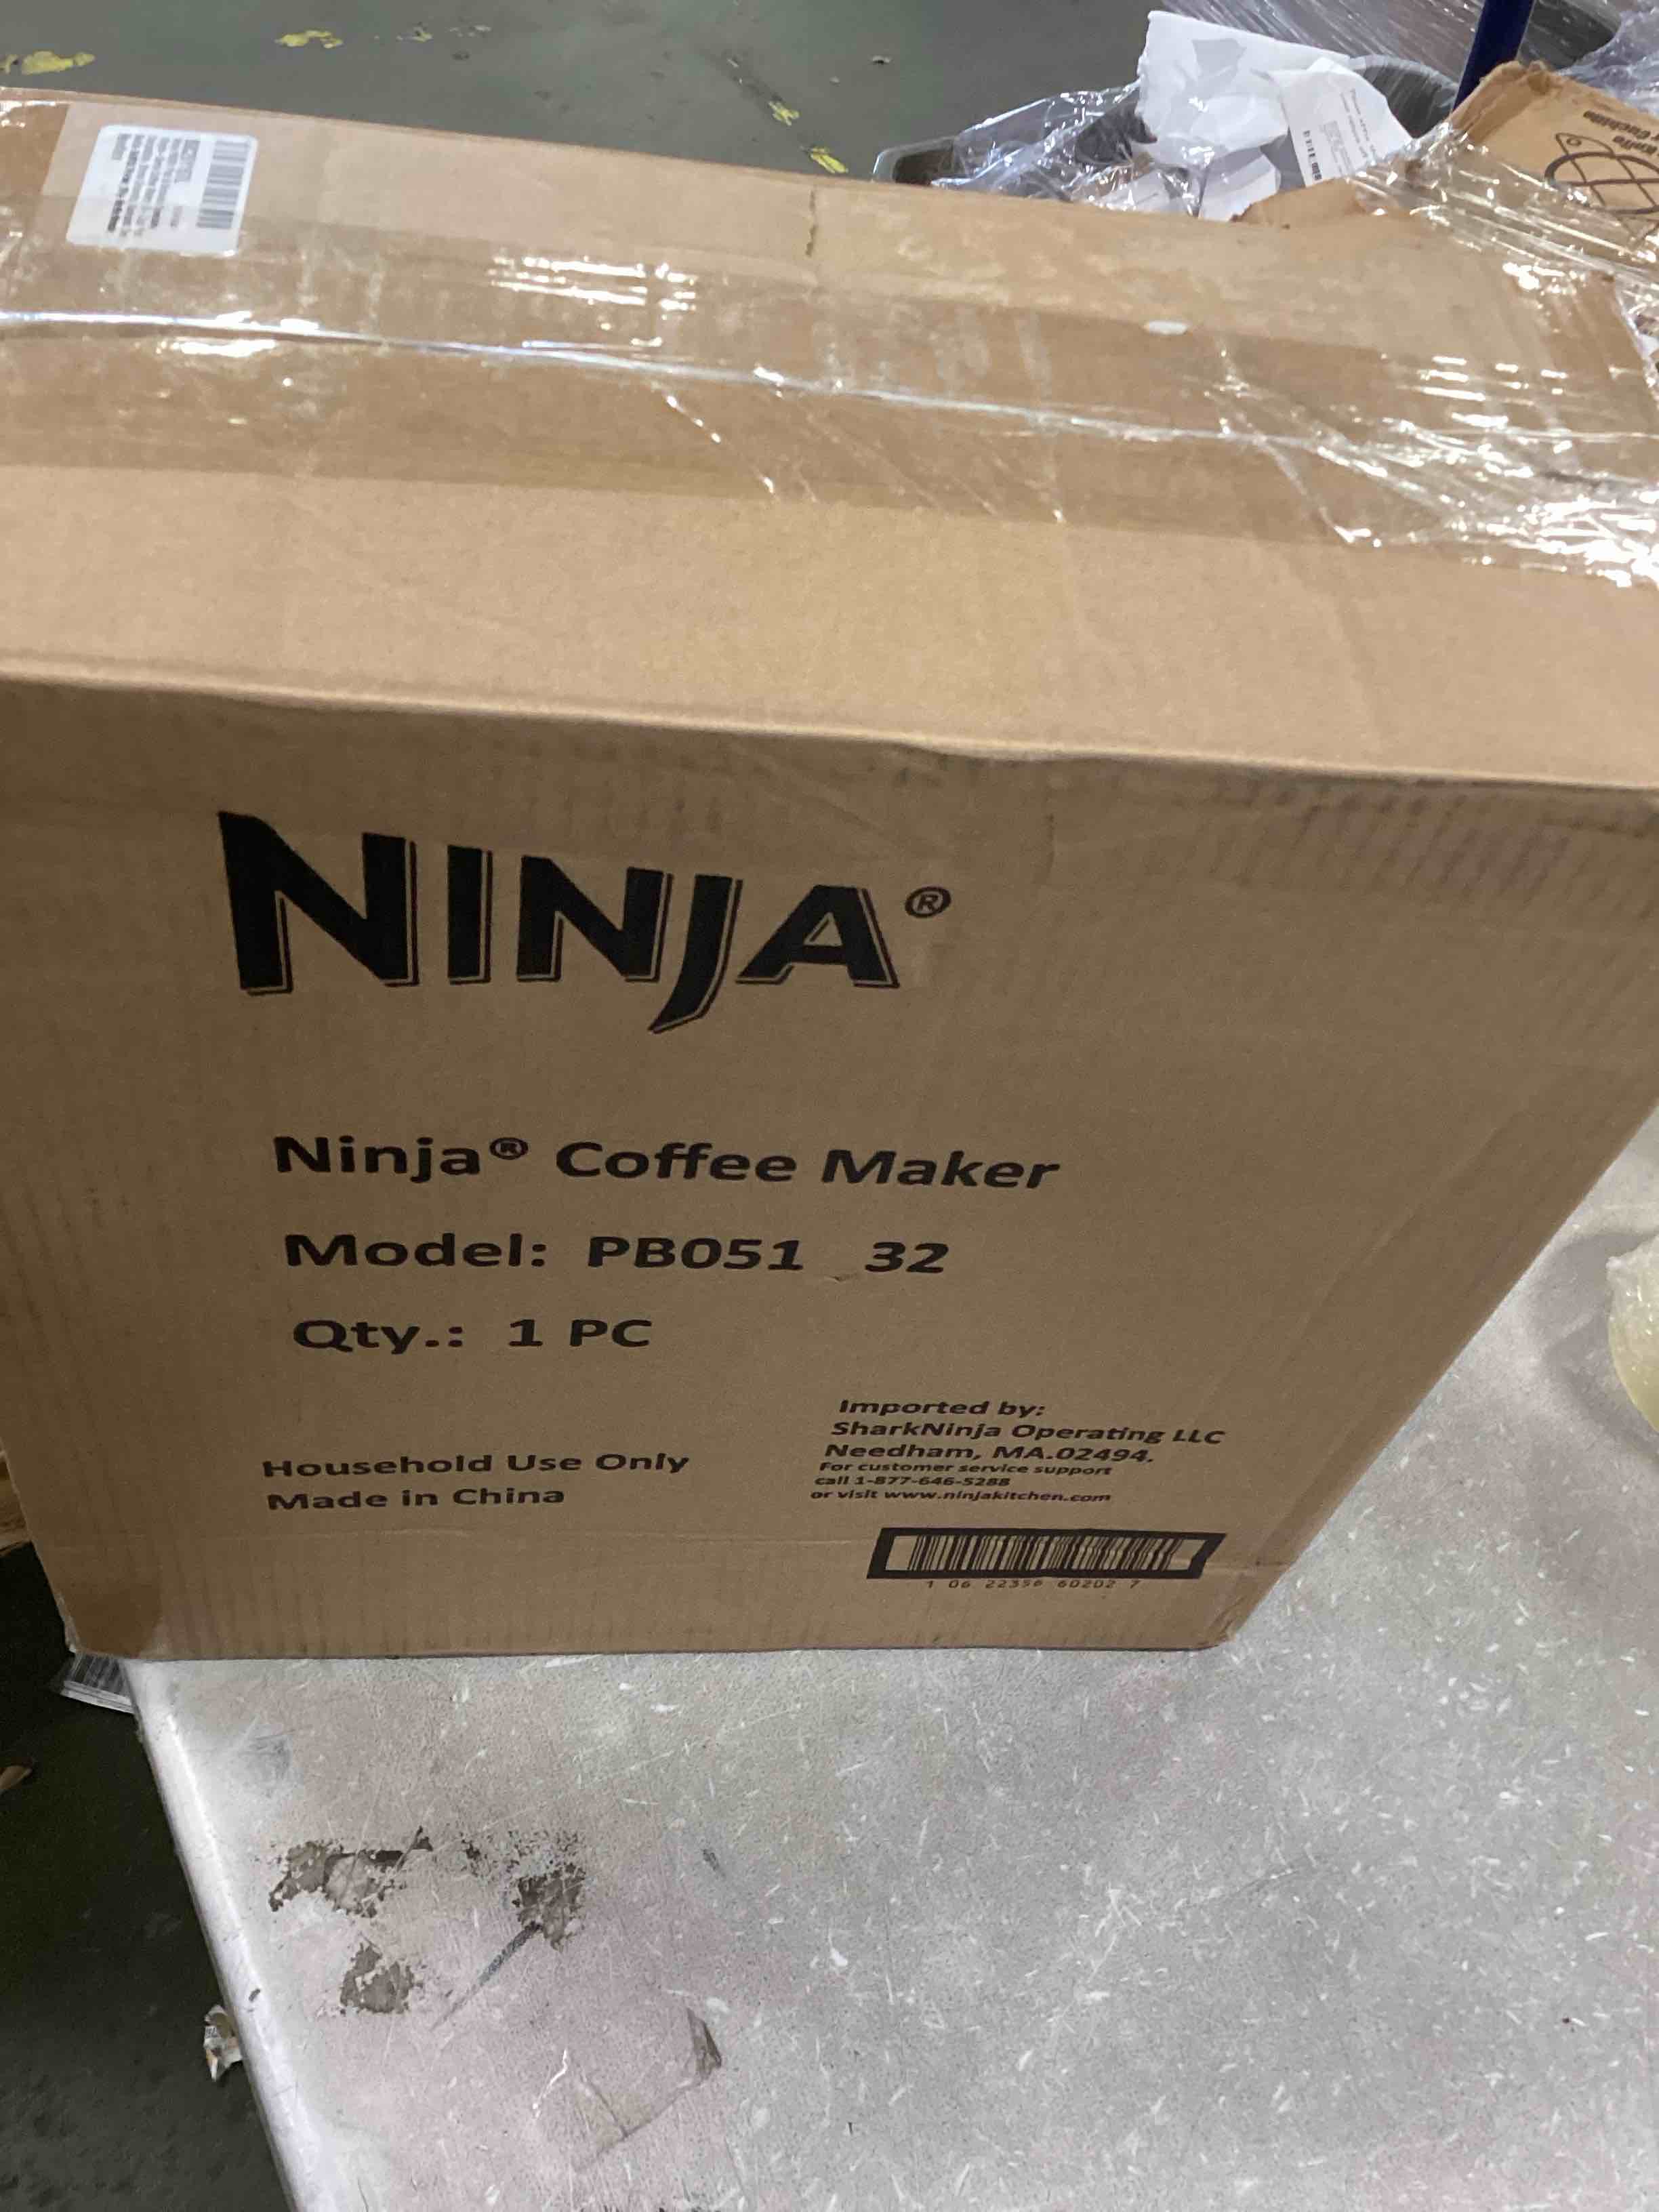 NINJA®
Ninja® Coffee Maker
Model: PB051 32
Qty.: 1 PC
Household Use Only
Made in China
Imported by:
SharkNinja Operating LLC
Needham, MA.02494.
For customer service support
call 1-877-646-5288
or visit www.ninjakitchen.com
1 06 22356 60202 7